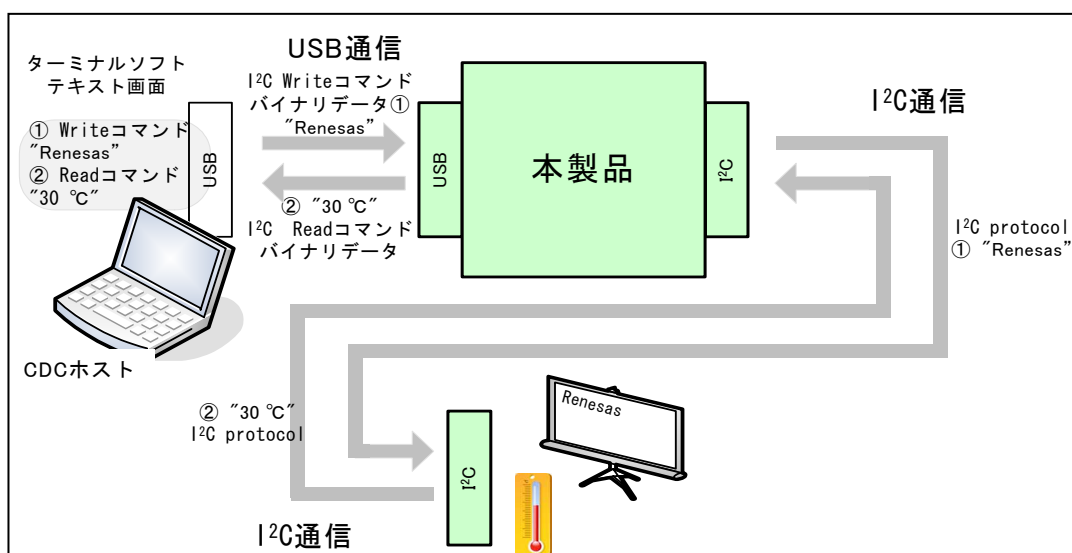 ターミナルソフト
テキスト画面
① Writeコマンド
"Renesas"
② Readコマンド
"30 ℃"
USB
CDCホスト
USB通信
I²C Writeコマンド
バイナリデータ①
"Renesas"
② "30 ℃"
I²C Readコマンド
バイナリデータ
USB
本製品
I²C
I²C通信
I²C protocol
① "Renesas"
② "30 ℃"
I²C protocol
I²C
Renesas
I²C通信